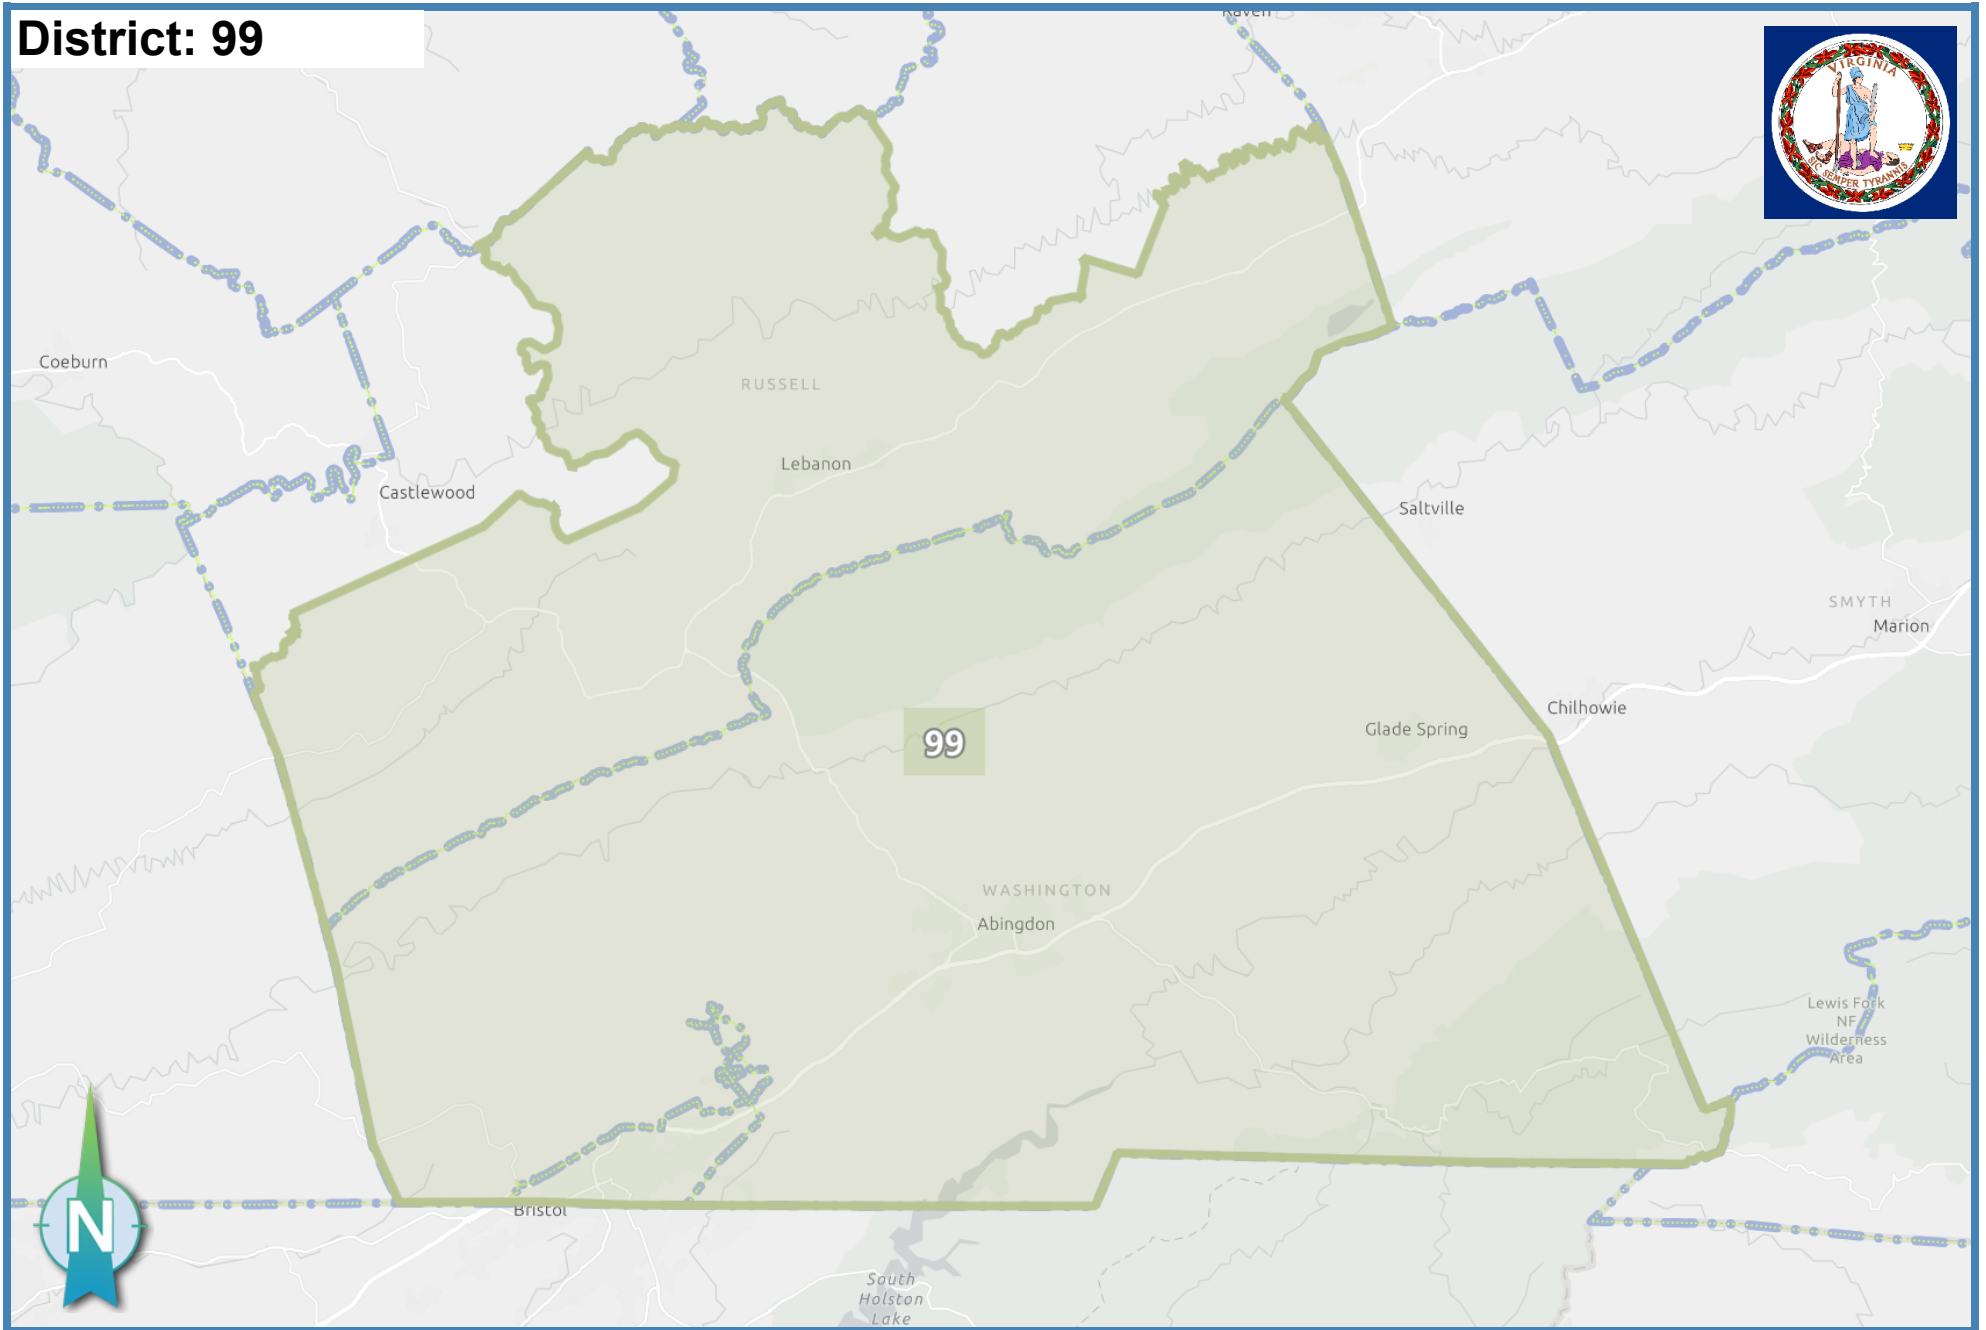 District: 99
Raven
VIRGINIA
SIC SEMPER TYRANNIS
Coeburn
RUSSELL
Lebanon
Castlewood
Saltville
SMYTH
Marion
Chilhowie
Glade Spring
99
WASHINGTON
Abingdon
Lewis Fork
NF
Wilderness
Area
N
Bristol
South
Holston
Lake